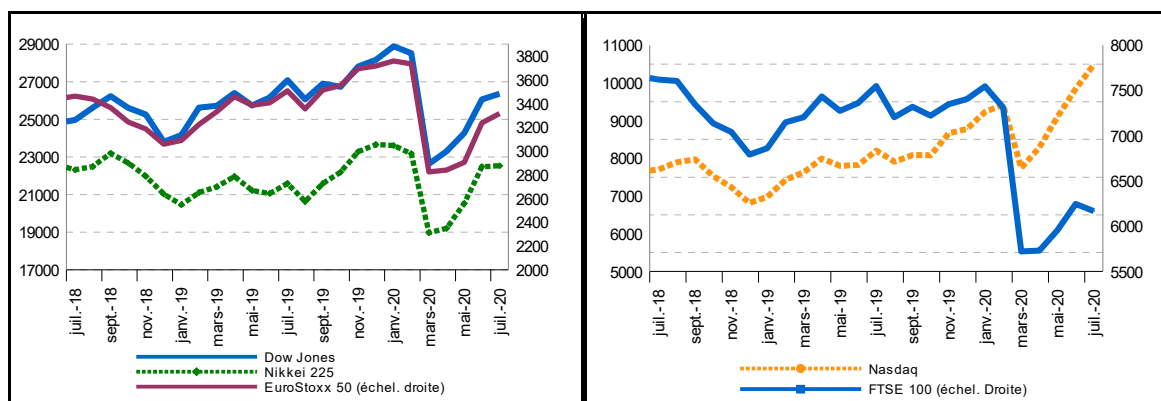 29000
27000
25000
23000
21000
19000
17000
3800
3600
3400
3200
3000
2800
2600
2400
2200
2000
juil.-18
sept.-18
nov.-18
janv.-19
mars-19
mai-19
juil.-19
sept.-19
nov.-19
janv.-20
mars-20
mai-20
juil.-20
Dow Jones
Nikkei 225
EuroStoxx 50 (échel. droite)
11000
10000
9000
8000
7000
6000
5000
8000
7500
7000
6500
6000
5500
juil.-18
sept.-18
nov.-18
janv.-19
mars-19
mai-19
juil.-19
sept.-19
nov.-19
janv.-20
mars-20
mai-20
juil.-20
Nasdaq
FTSE 100 (échel. Droite)